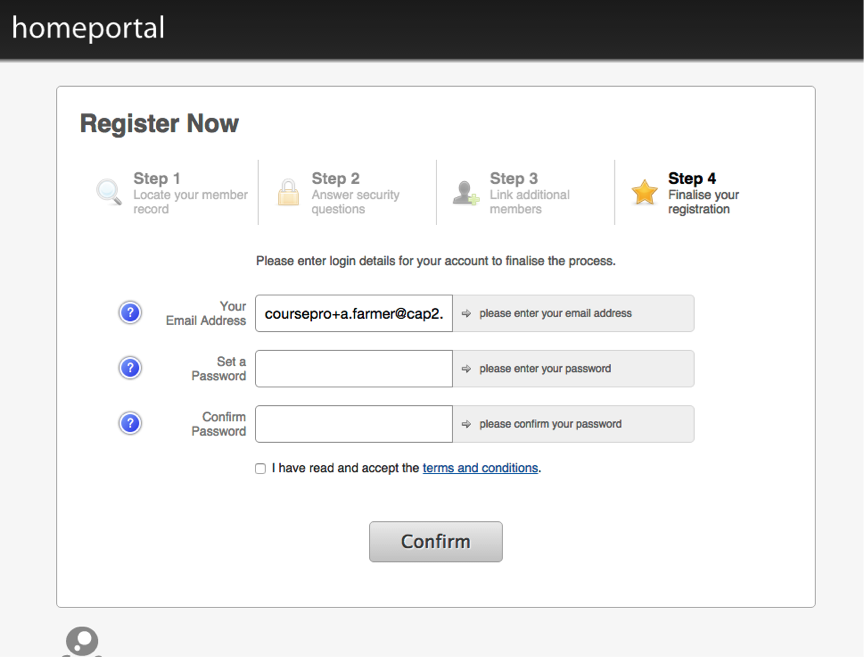 homeportal
Register Now
Step 1
Locate your member
record
Step 2
Answer security
questions
Step 3
Link additional
members
Step 4
Finalise your
registration
Please enter login details for your account to finalise the process.
?
Your
Email Address
coursepro+a.farmer@cap2.
please enter your email address
?
Set a
Password
please enter your password
?
Confirm
Password
please confirm your password
I have read and accept the terms and conditions.
Confirm